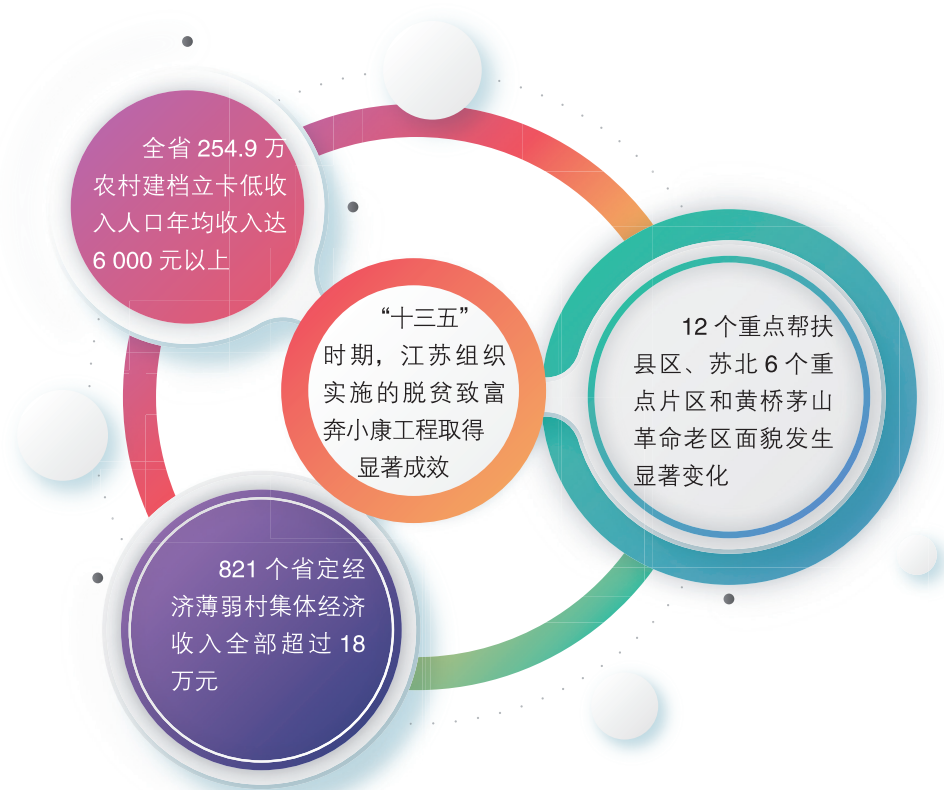 全省 254.9 万
农村建档立卡低收
入人口年均收入达
6 000 元以上
“十三五”
时期，江苏组织
实施的脱贫致富
奔小康工程取得
显著成效
12 个重点帮扶
县区、苏北 6 个重
点片区和黄桥茅山
革命老区面貌发生
显著变化
821 个省定经
济薄弱村集体经济
收入全部超过 18
万元